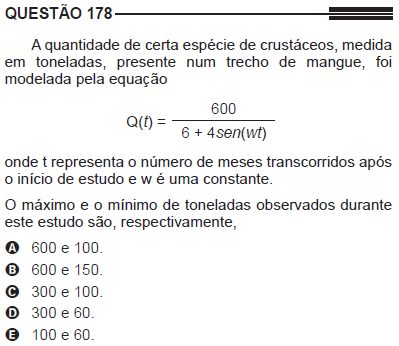 QUESTÃO 178
A quantidade de certa espécie de crustáceos, medida
em toneladas, presente num trecho de mangue, foi
modelada pela equação
Q(t) = 600 / (6 + 4sen(wt))
onde t representa o número de meses transcorridos após
o início de estudo e w é uma constante.
O máximo e o mínimo de toneladas observados durante
este estudo são, respectivamente,
A 600 e 100.
B 600 e 150.
C 300 e 100.
D 300 e 60.
E 100 e 60.